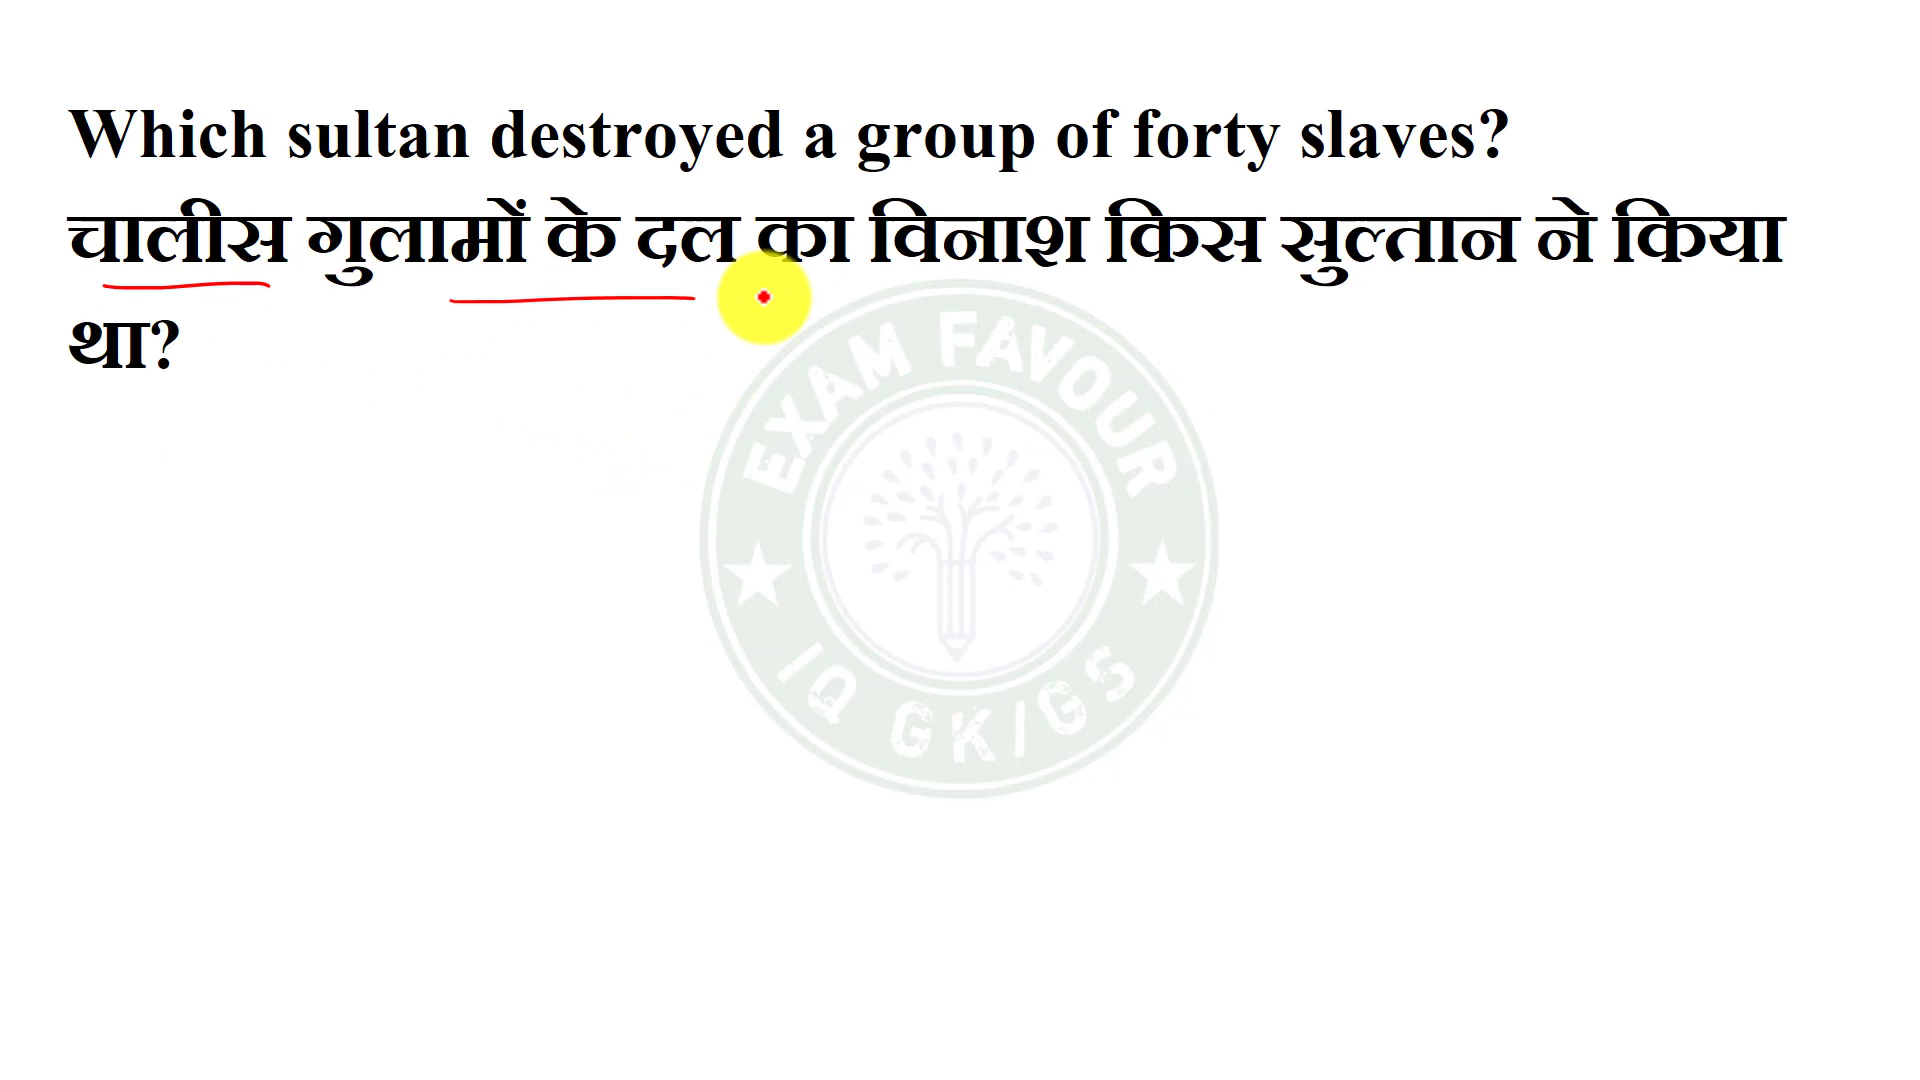 Which sultan destroyed a group of forty slaves?
चालीस गुलामों के दल का विनाश किस सुल्तान ने किया
था?
EXAM FAVOUR
IQ GK/GS